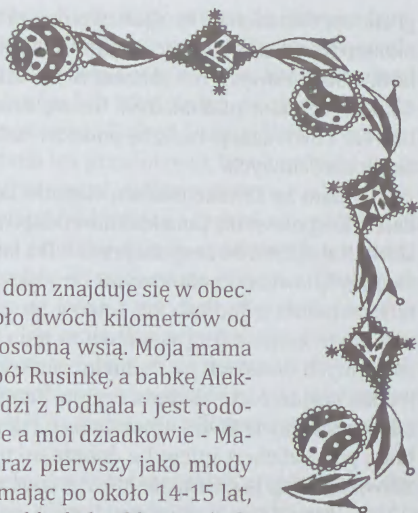 dom znajduje się w obec-
oło dwóch kilometrów od
osobną wsią. Moja mama
pół Rusinkę, a babkę Alek-
dzi z Podhala i jest rodo-
e a moi dziadkowie - Ma-
raz pierwszy jako młody
mając po około 14-15 lat,